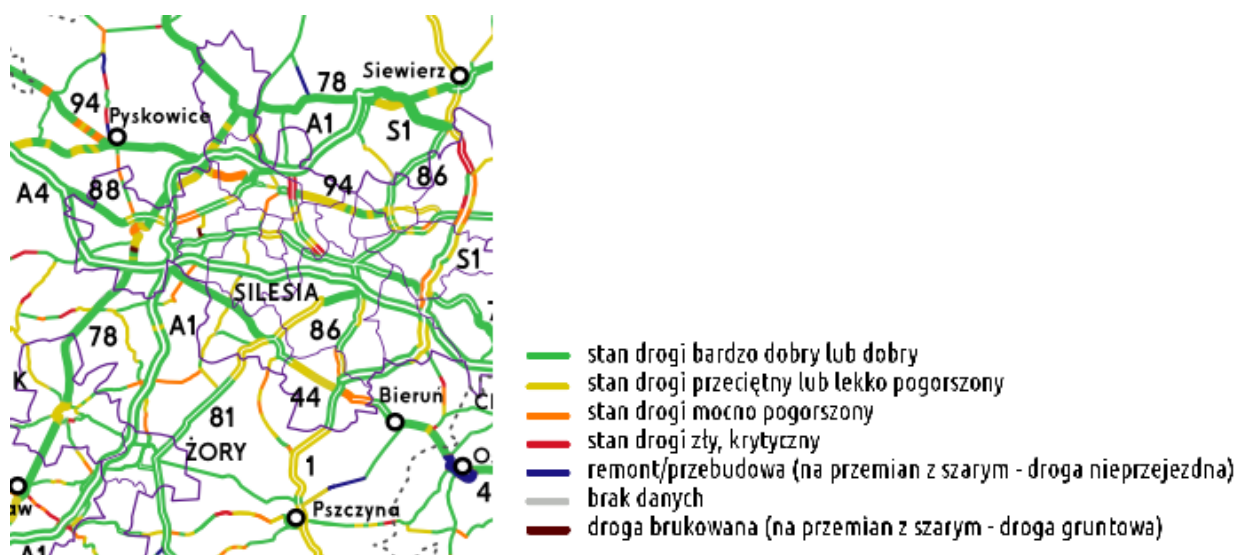 Siewierz
78
94
Pyskowice
A1
S1
88
94
86
A4
S1
SILESIA
78
A1
86
K
44
Bieruń
81
ŻORY
1
4
aw
Pszczyna
A1
stan drogi bardzo dobry lub dobry
stan drogi przeciętny lub lekko pogorszony
stan drogi mocno pogorszony
stan drogi zły, krytyczny
remont/przebudowa (na przemian z szarym - droga nieprzejezdna)
brak danych
droga brukowana (na przemian z szarym - droga gruntowa)